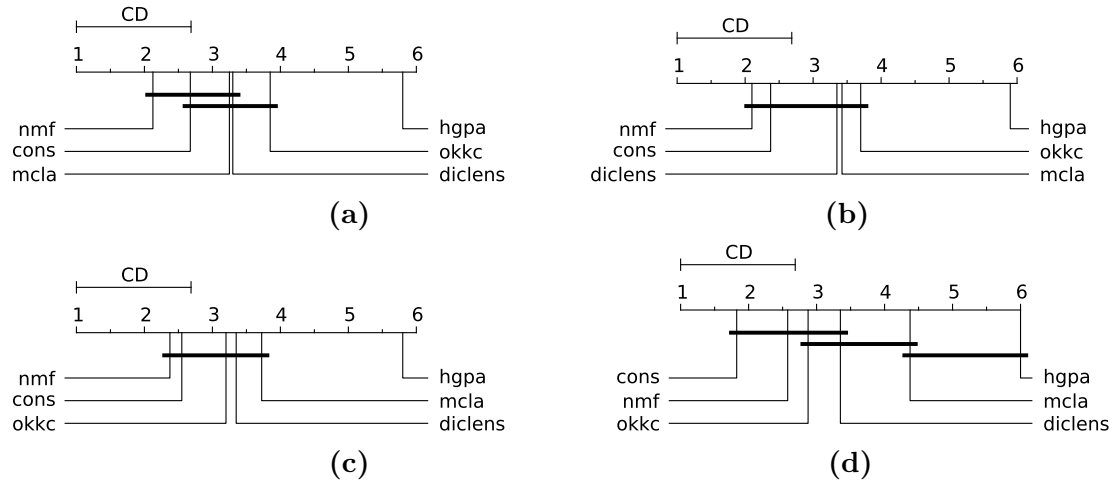 CD
1 2 3 4 5 6
nmf hgpa
cons okkc
mcla diclens
(a)
CD
1 2 3 4 5 6
nmf hgpa
cons okkc
diclens mcla
(b)
CD
1 2 3 4 5 6
nmf hgpa
cons mcla
okkc diclens
(c)
CD
1 2 3 4 5 6
cons hgpa
nmf mcla
okkc diclens
(d)